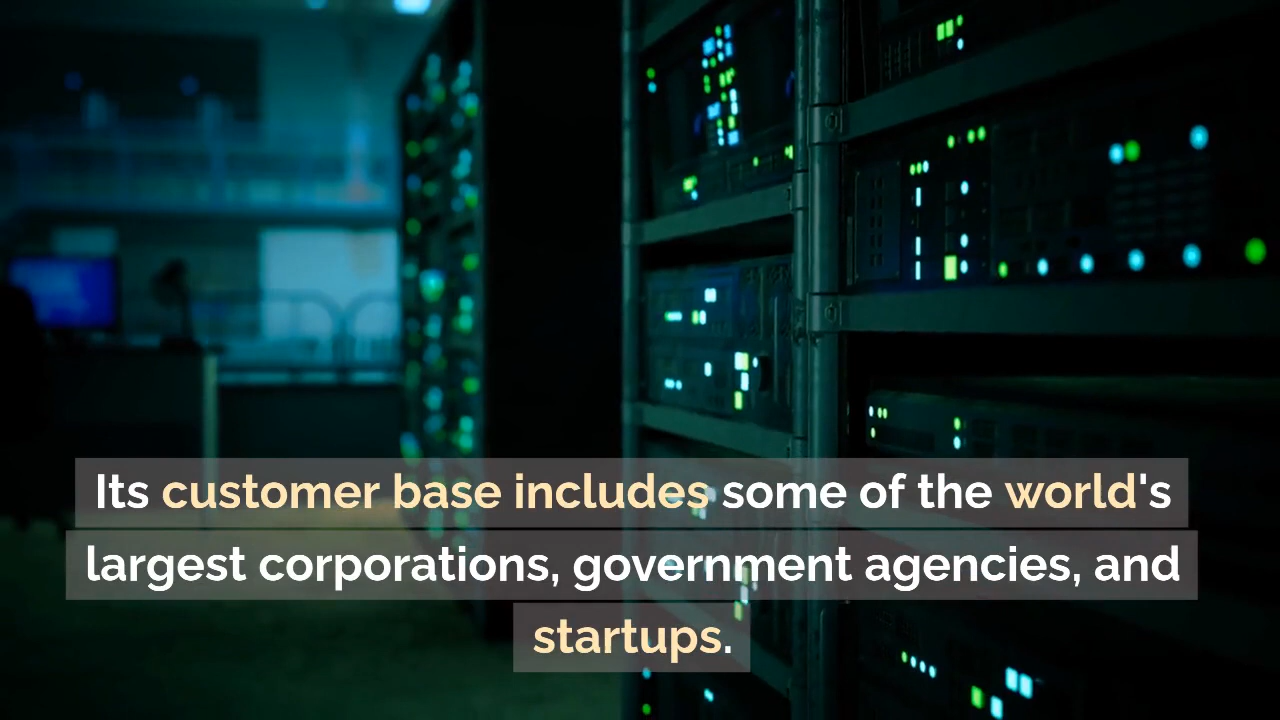 Its customer base includes some of the world's
largest corporations, government agencies, and
startups.